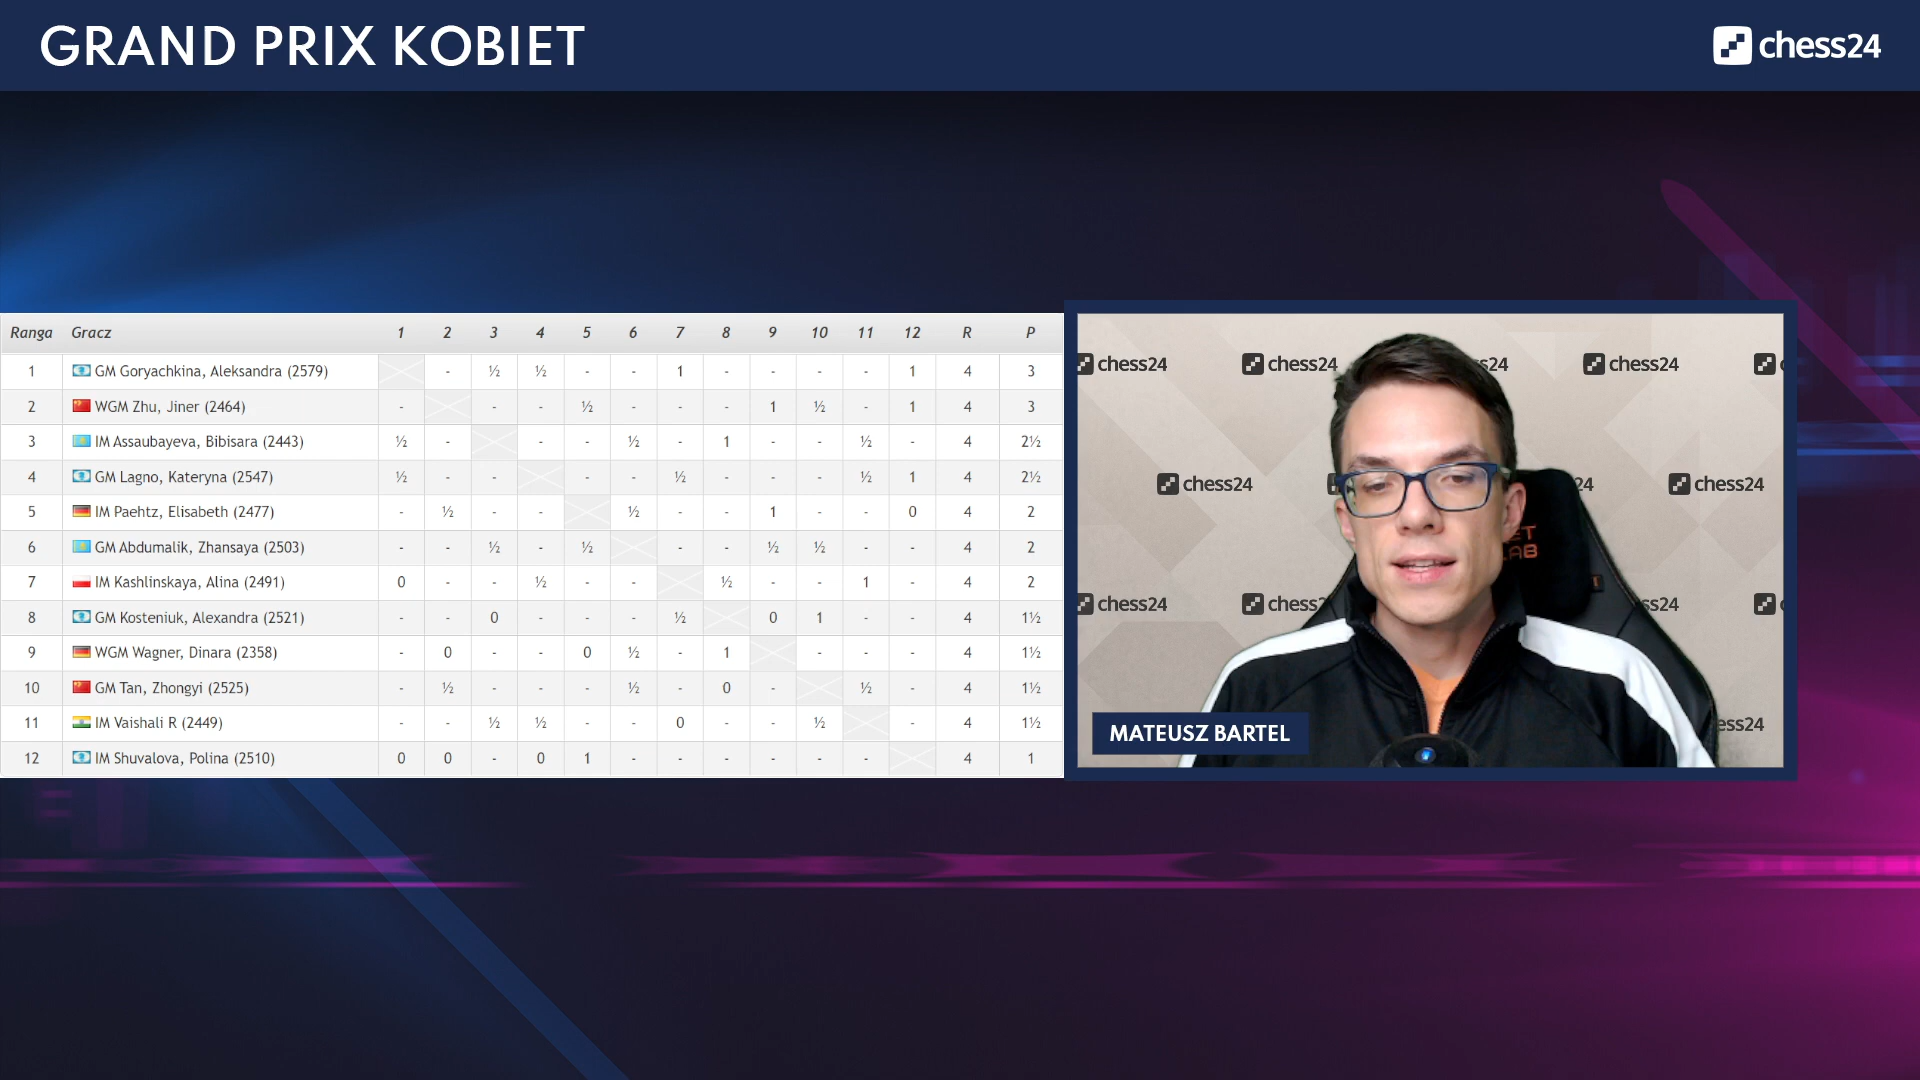 GRAND PRIX KOBIET
chess24
Ranga Gracz 1 2 3 4 5 6 7 8 9 10 11 12 R P
1 GM Goryachkina, Aleksandra (2579) - ½ ½ - - 1 - - - - 1 4 3
2 WGM Zhu, Jiner (2464) - - - ½ - - - 1 ½ - 1 4 3
3 IM Assaubayeva, Bibisara (2443) ½ - - - ½ - 1 - - ½ - 4 2½
4 GM Lagno, Kateryna (2547) ½ - - - - ½ - - - ½ 1 4 2½
5 IM Paehtz, Elisabeth (2477) - ½ - - ½ - - 1 - - 0 4 2
6 GM Abdumalik, Zhansaya (2503) - - ½ - ½ - - ½ ½ - - 4 2
7 IM Kashlinskaya, Alina (2491) 0 - - ½ - - ½ - - 1 - 4 2
8 GM Kosteniuk, Alexandra (2521) - - 0 - - - ½ 0 1 - - 4 1½
9 WGM Wagner, Dinara (2358) - 0 - - 0 ½ - 1 - - - 4 1½
10 GM Tan, Zhongyi (2525) - ½ - - - ½ - 0 - ½ - 4 1½
11 IM Vaishali R (2449) - - ½ ½ - - 0 - - ½ - 4 1½
12 IM Shuvalova, Polina (2510) 0 0 - 0 1 - - - - - - 4 1
chess24 chess24 s24 chess24
chess24 24 chess24
chess24 chess s24
ess24
MATEUSZ BARTEL